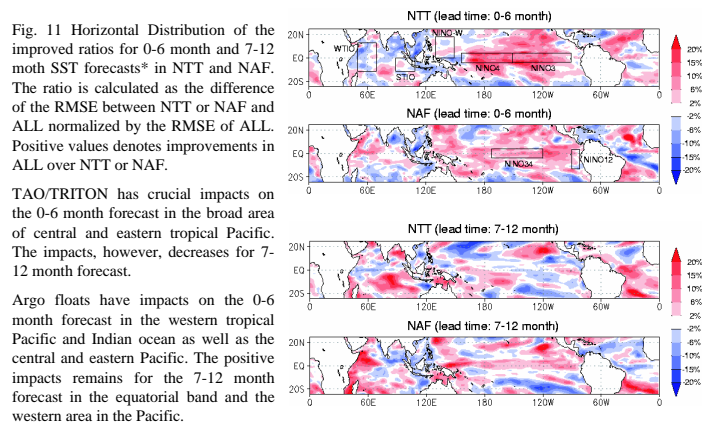 Fig. 11 Horizontal Distribution of the
improved ratios for 0-6 month and 7-12
moth SST forecasts* in NTT and NAF.
The ratio is calculated as the difference
of the RMSE between NTT or NAF and
ALL normalized by the RMSE of ALL.
Positive values denotes improvements in
ALL over NTT or NAF.
TAO/TRITON has crucial impacts on
the 0-6 month forecast in the broad area
of central and eastern tropical Pacific.
The impacts, however, decreases for 7-
12 month forecast.
Argo floats have impacts on the 0-6
month forecast in the western tropical
Pacific and Indian ocean as well as the
central and eastern Pacific. The positive
impacts remains for the 7-12 month
forecast in the equatorial band and the
western area in the Pacific.
NTT (lead time: 0-6 month)
20N
EQ
20S
WTIO
STIO
NINO-W
NINO4
NINO3
0 60E 120E 180 120W 60W 0
NAF (lead time: 0-6 month)
20N
EQ
20S
NINO34
NINO12
0 60E 120E 180 120W 60W 0
20%
15%
10%
6%
2%
-2%
-6%
-10%
-15%
-20%
NTT (lead time: 7-12 month)
20N
EQ
20S
0 60E 120E 180 120W 60W 0
NAF (lead time: 7-12 month)
20N
EQ
20S
0 60E 120E 180 120W 60W 0
20%
15%
10%
6%
2%
-2%
-6%
-10%
-15%
-20%